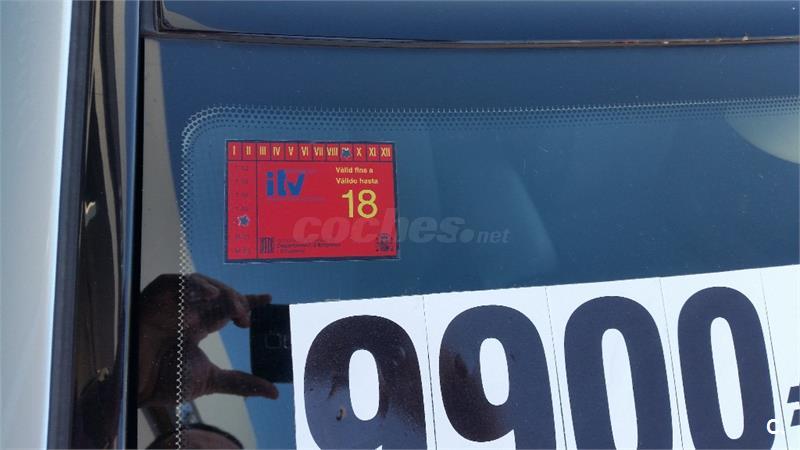 I II III IV V VI VII VIII X XI XII
itv
Vàlid fins a
Válido hasta
18
coches.net
9900